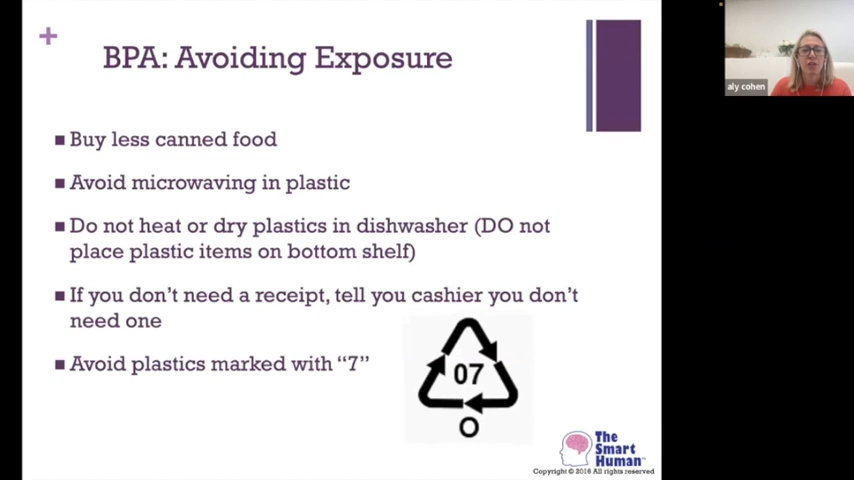 +
BPA: Avoiding Exposure
aly cohen
Buy less canned food
Avoid microwaving in plastic
Do not heat or dry plastics in dishwasher (DO not
place plastic items on bottom shelf)
If you don't need a receipt, tell you cashier you don't
need one
Avoid plastics marked with "7"
07
O
The
Smart
Human™
Copyright © 2016 All rights reserved